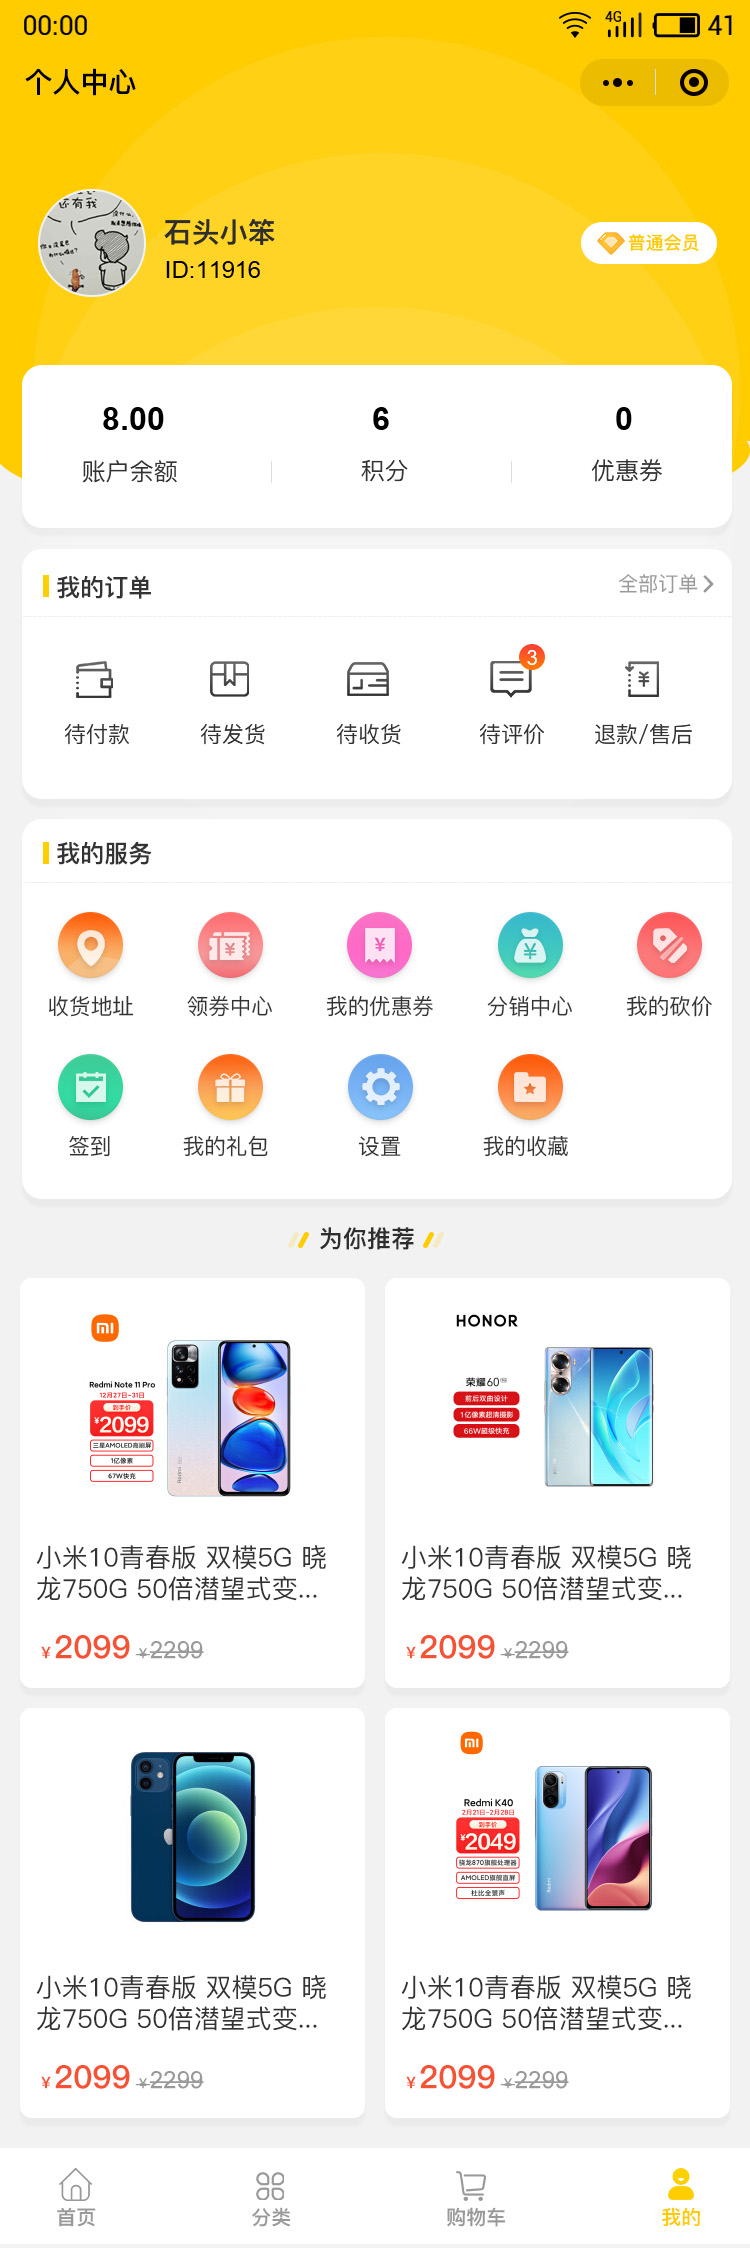 00:00
4G
41
个人中心
还有我
石头小笨
ID:11916
普通会员
8.00
6
0
账户余额
积分
优惠券
我的订单
全部订单
3
待付款
待发货
待收货
待评价
退款/售后
我的服务
收货地址
领券中心
我的优惠券
分销中心
我的砍价
签到
我的礼包
设置
我的收藏
为你推荐
mi
Redmi Note 11 Pro
12月27日-31日
到手价
¥2099
三星AMOLED高刷屏
1亿像素
67W快充
Redmi
HONOR
荣耀60
前后双曲设计
1亿像素超清摄影
66W超级快充
小米10青春版 双模5G 晓
龙750G 50倍潜望式变...
¥2099 ¥2299
小米10青春版 双模5G 晓
龙750G 50倍潜望式变...
¥2099 ¥2299
mi
Redmi K40
2月21日-2月28日
到手价
¥2049
骁龙870旗舰处理器
AMOLED旗舰直屏
杜比全景声
Redmi
小米10青春版 双模5G 晓
龙750G 50倍潜望式变...
¥2099 ¥2299
小米10青春版 双模5G 晓
龙750G 50倍潜望式变...
¥2099 ¥2299
首页
分类
购物车
我的